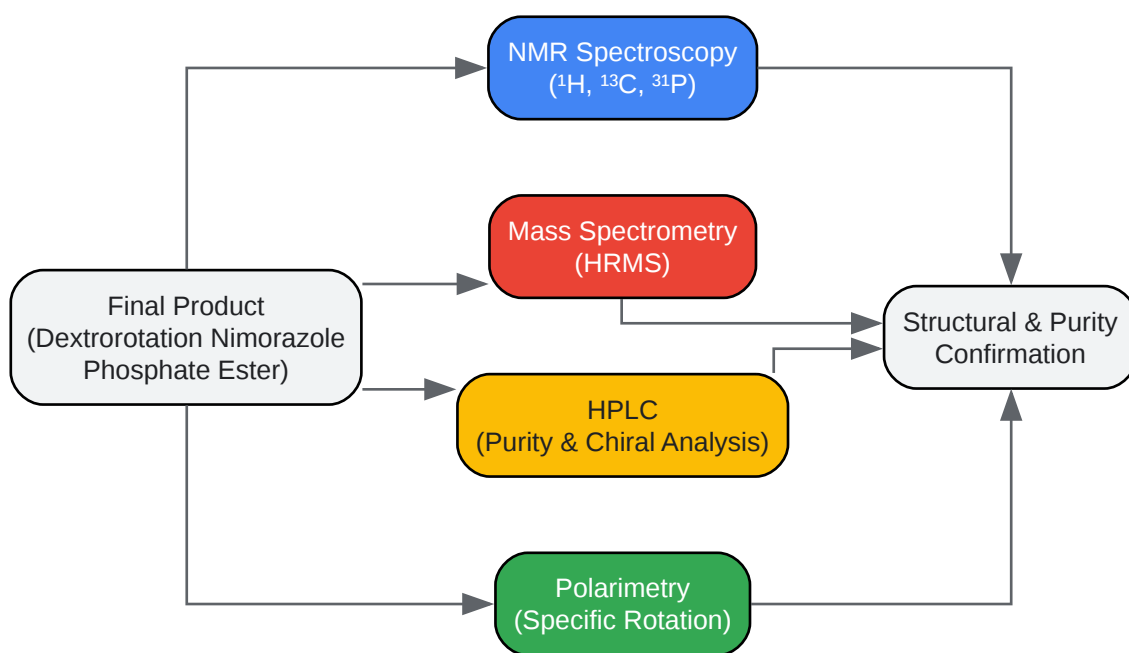 NMR Spectroscopy
(¹H, ¹³C, ³¹P)
Mass Spectrometry
(HRMS)
Final Product
(Dextrorotation Nimorazole
Phosphate Ester)
Structural & Purity
Confirmation
HPLC
(Purity & Chiral Analysis)
Polarimetry
(Specific Rotation)